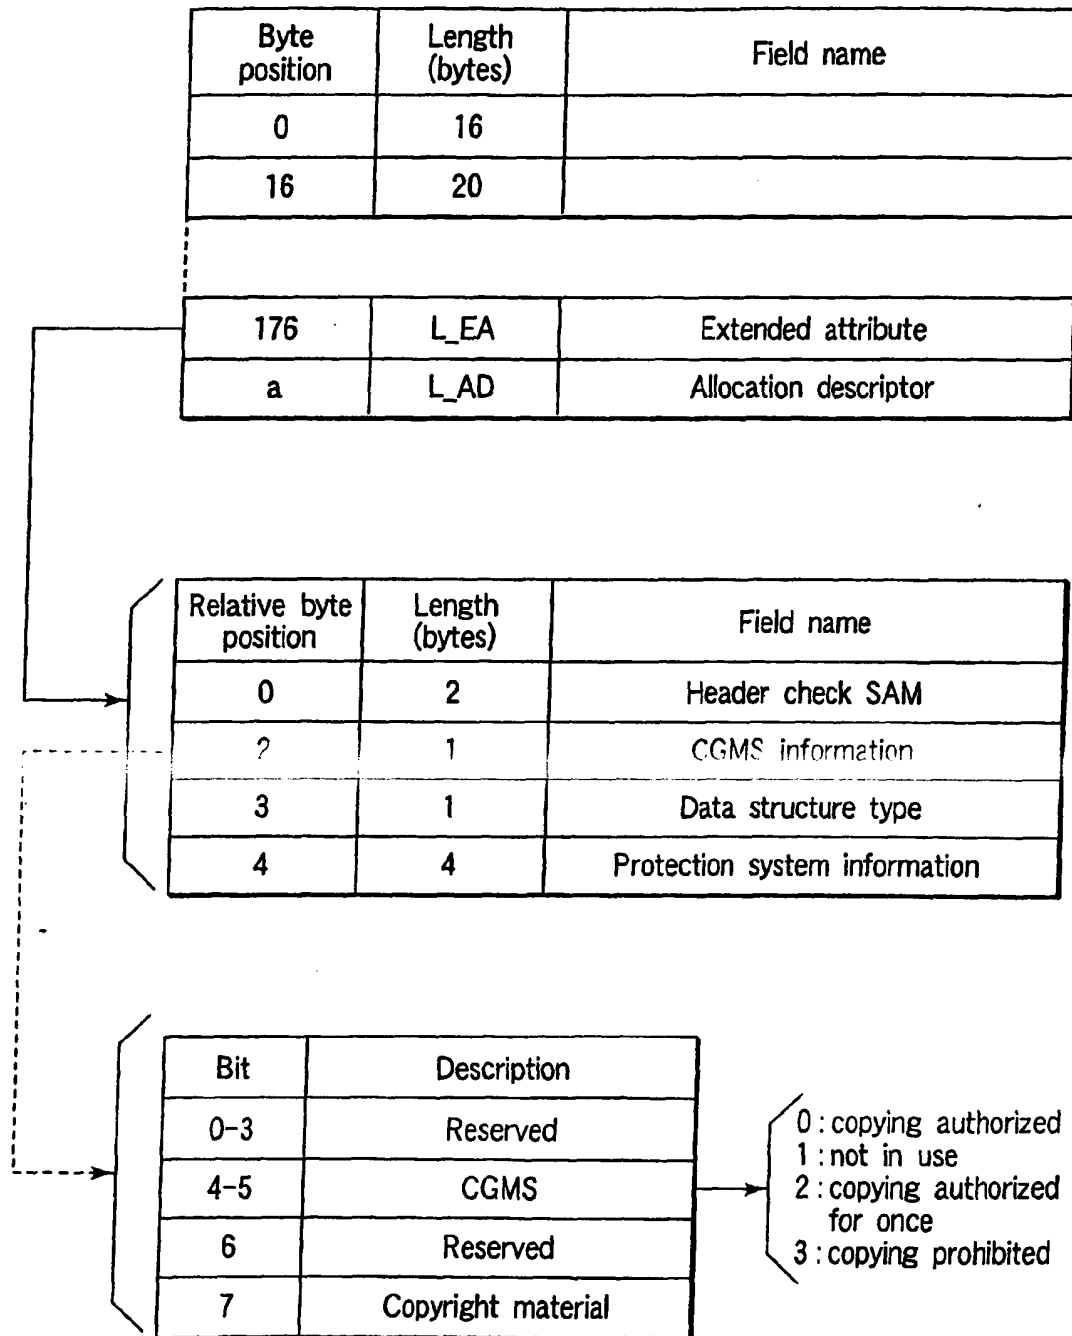 Byte position Length (bytes) Field name
0 16
16 20
176 L_EA Extended attribute
a L_AD Allocation descriptor
Relative byte position Length (bytes) Field name
0 2 Header check SAM
2 1 CGMS information
3 1 Data structure type
4 4 Protection system information
Bit Description
0-3 Reserved
4-5 CGMS
6 Reserved
7 Copyright material
0 : copying authorized
1 : not in use
2 : copying authorized
for once
3 : copying prohibited